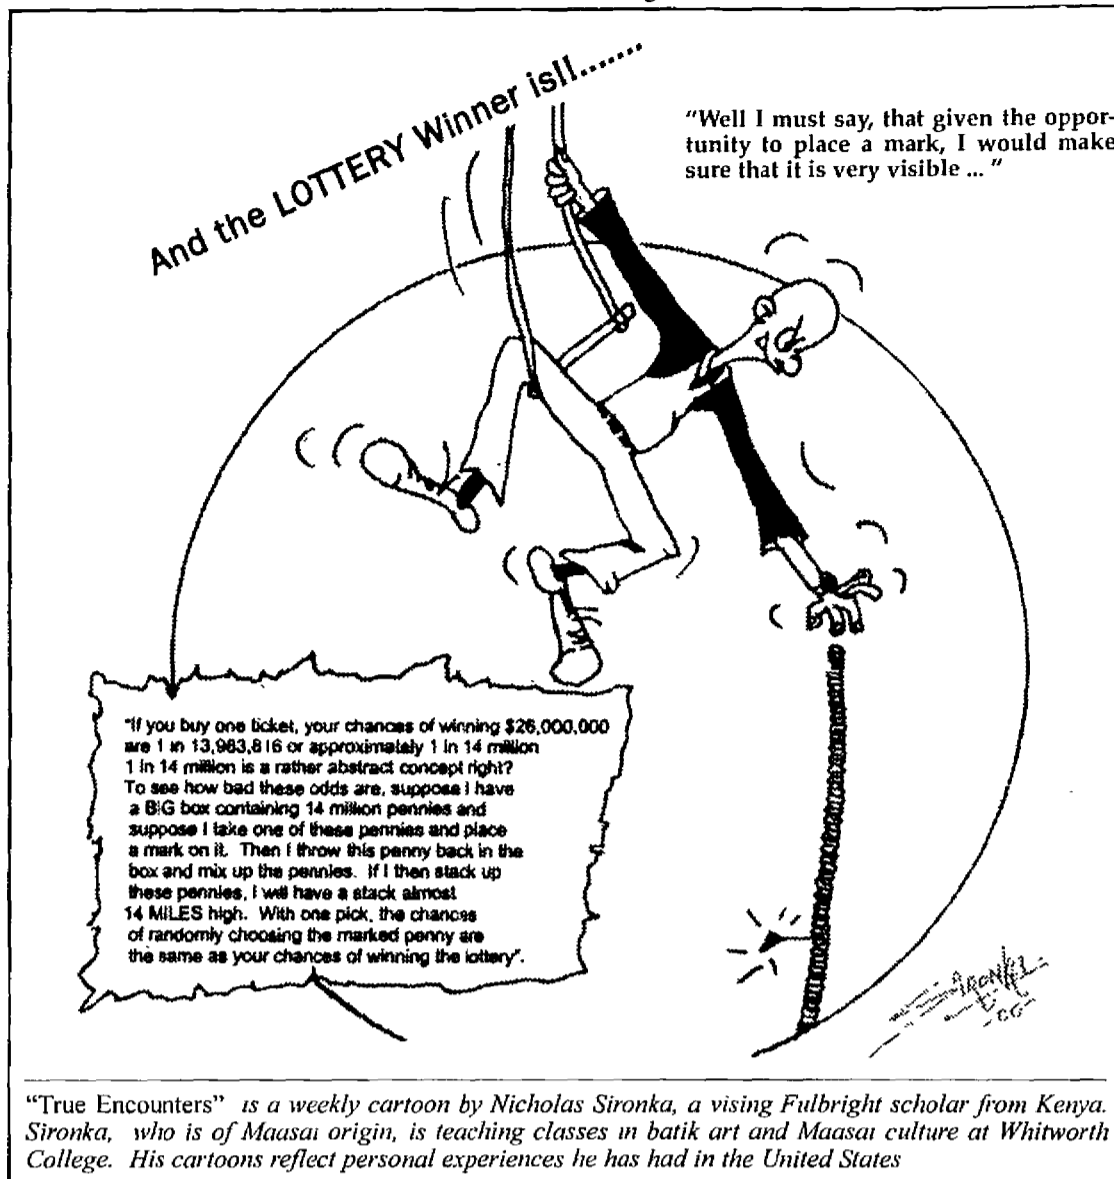 And the LOTTERY Winner is!!.......
"Well I must say, that given the oppor-
tunity to place a mark, I would make
sure that it is very visible ... "
"If you buy one ticket, your chances of winning $26,000,000
are 1 in 13,983,816 or approximately 1 in 14 million
1 in 14 million is a rather abstract concept right?
To see how bad these odds are, suppose I have
a BIG box containing 14 million pennies and
suppose I take one of these pennies and place
a mark on it. Then I throw this penny back in the
box and mix up the pennies. If I then stack up
these pennies, I will have a stack almost
14 MILES high. With one pick, the chances
of randomly choosing the marked penny are
the same as your chances of winning the lottery".
"True Encounters" is a weekly cartoon by Nicholas Sironka, a vising Fulbright scholar from Kenya.
Sironka, who is of Maasai origin, is teaching classes in batik art and Maasai culture at Whitworth
College. His cartoons reflect personal experiences he has had in the United States